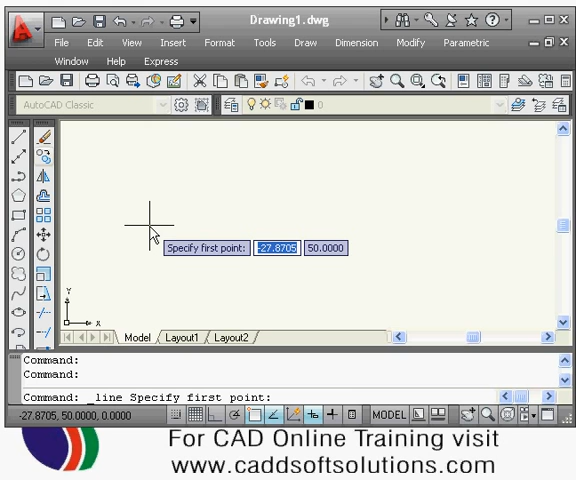 Drawing1.dwg
File Edit View Insert Format Tools Draw Dimension Modify Parametric
Window Help Express
AutoCAD Classic 0
Specify first point: -27.8705 50.0000
Y
X
Model Layout1 Layout2
Command:
Command:
Command: _line Specify first point:
-27.8705, 50.0000, 0.0000 MODEL
For CAD Online Training visit
www.caddsoftsolutions.com